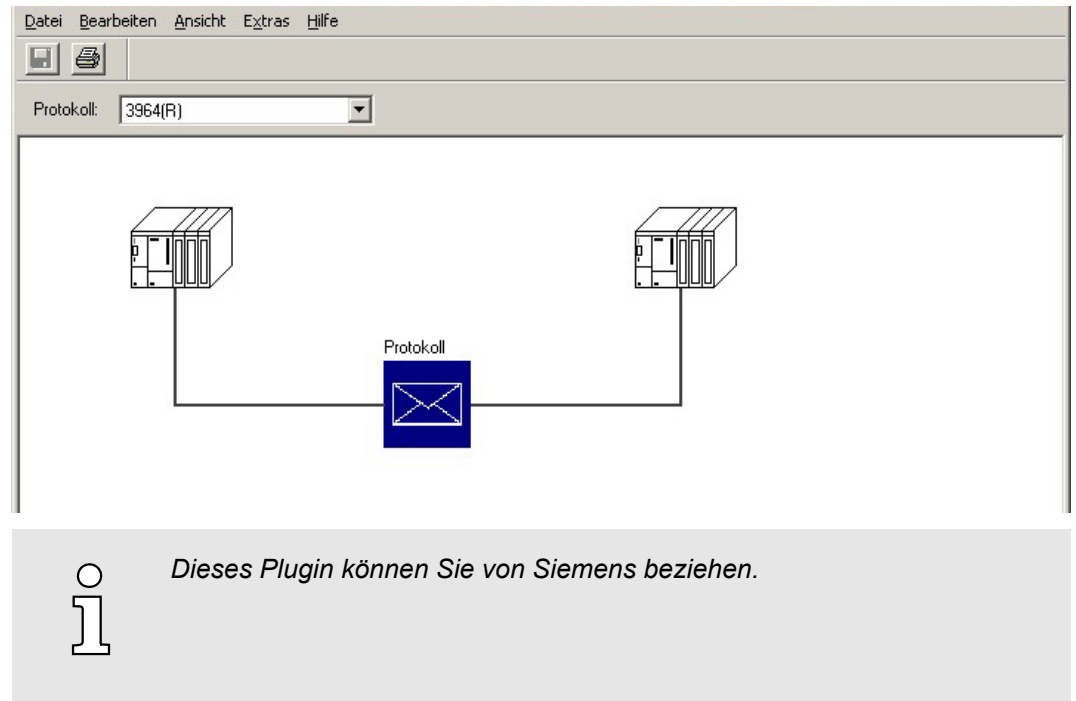 Datei Bearbeiten Ansicht Extras Hilfe
Protokoll: 3964(R)
Protokoll
Dieses Plugin können Sie von Siemens beziehen.